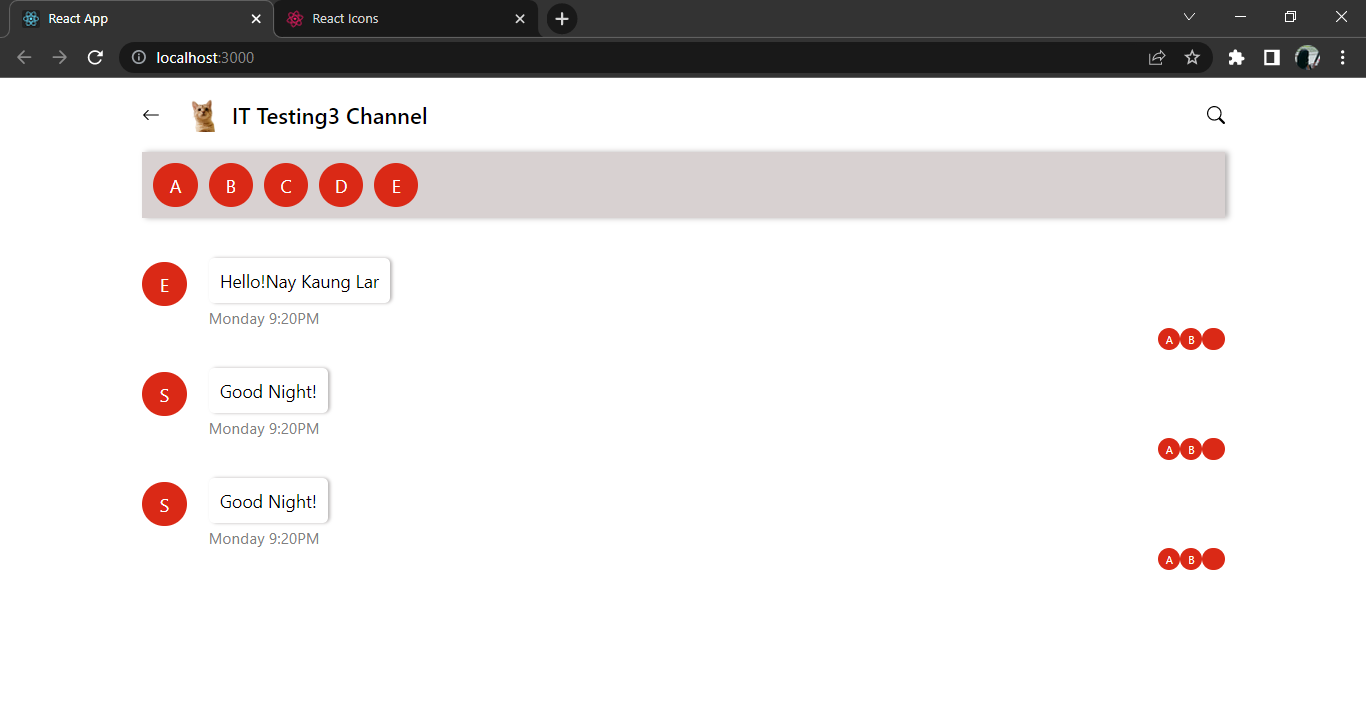 React App
React Icons
localhost:3000
IT Testing3 Channel
A B C D E
E Hello!Nay Kaung Lar
Monday 9:20PM
A B
S Good Night!
Monday 9:20PM
A B
S Good Night!
Monday 9:20PM
A B